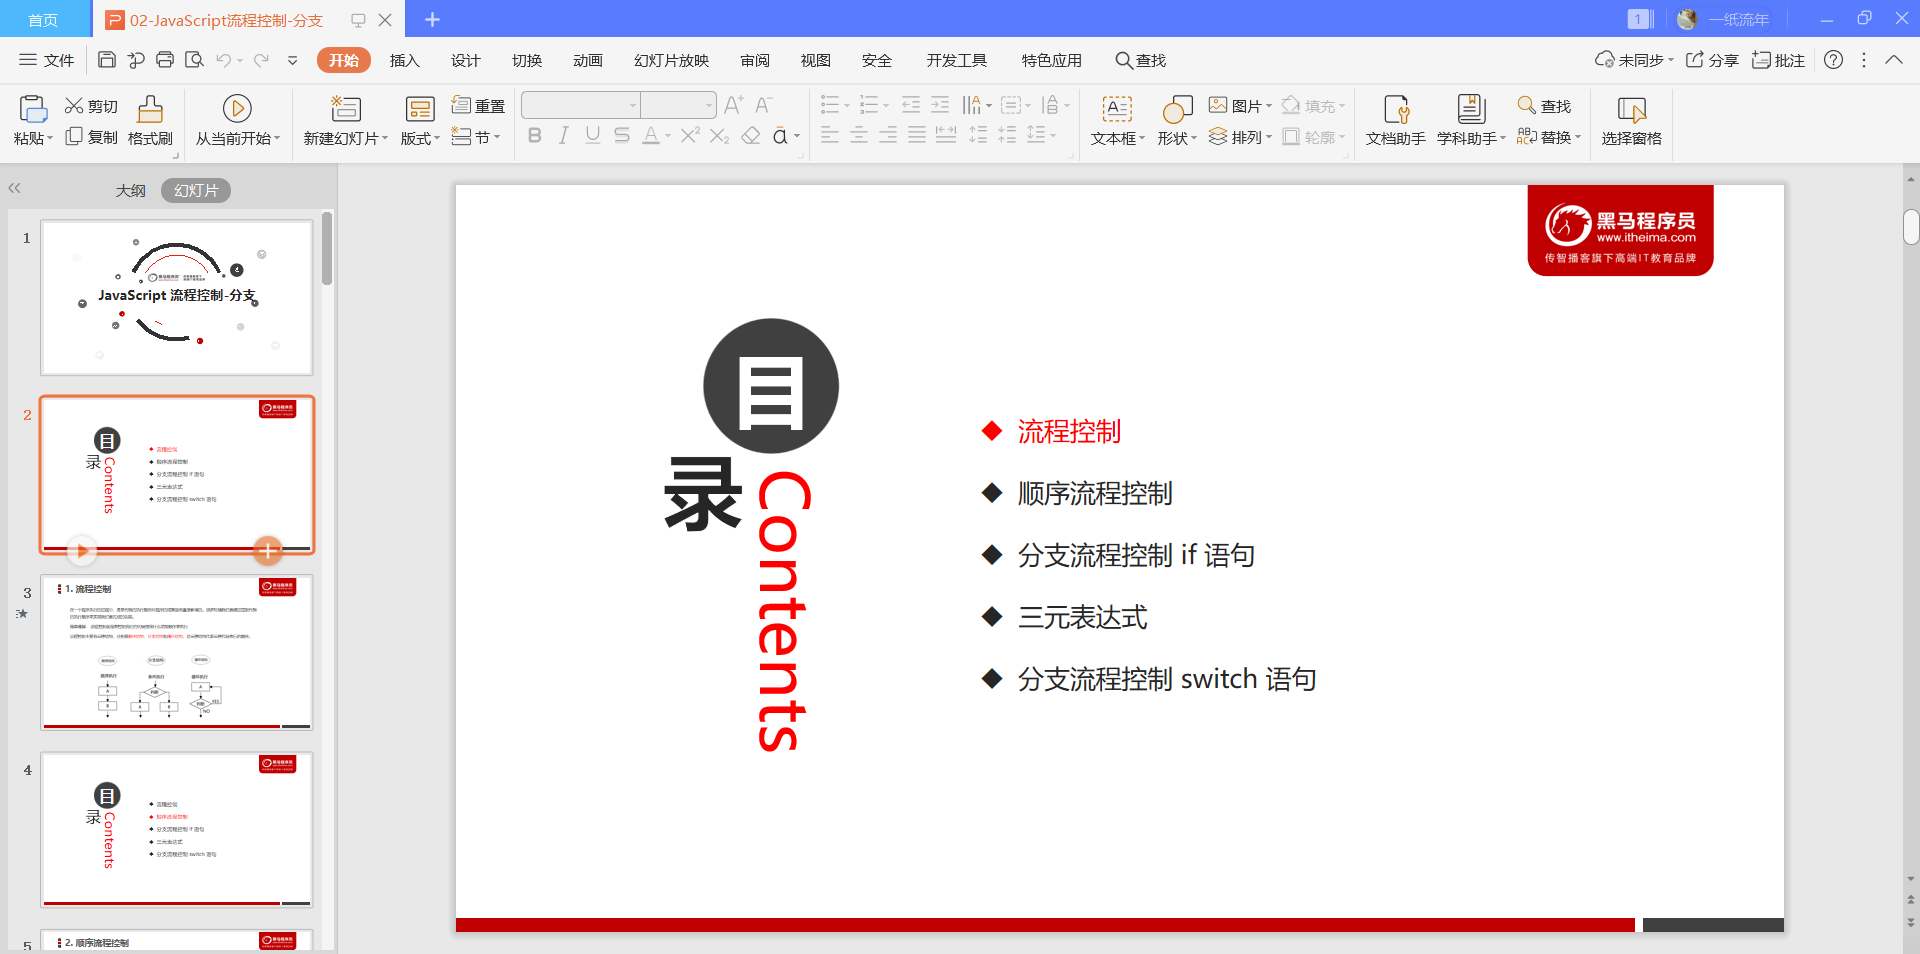 首页
02-JavaScript流程控制-分支
1
一纸流年
文件
开始
插入
设计
切换
动画
幻灯片放映
审阅
视图
安全
开发工具
特色应用
查找
未同步
分享
批注
粘贴
剪切
复制
格式刷
从当前开始
新建幻灯片
版式
重置
节
文本框
形状
图片
排列
填充
轮廓
文档助手
学科助手
查找
替换
选择窗格
大纲
幻灯片
1
JavaScript 流程控制-分支
2
目
录
Contents
流程控制
顺序流程控制
分支流程控制 if 语句
三元表达式
分支流程控制 switch 语句
3
1. 流程控制
顺序执行
A
B
判断
A
B
A
判断
YES
NO
4
目
录
Contents
流程控制
顺序流程控制
分支流程控制 if 语句
三元表达式
分支流程控制 switch 语句
5
2. 顺序流程控制
黑马程序员
www.itheima.com
传智播客旗下高端IT教育品牌
目
录
Contents
流程控制
顺序流程控制
分支流程控制 if 语句
三元表达式
分支流程控制 switch 语句